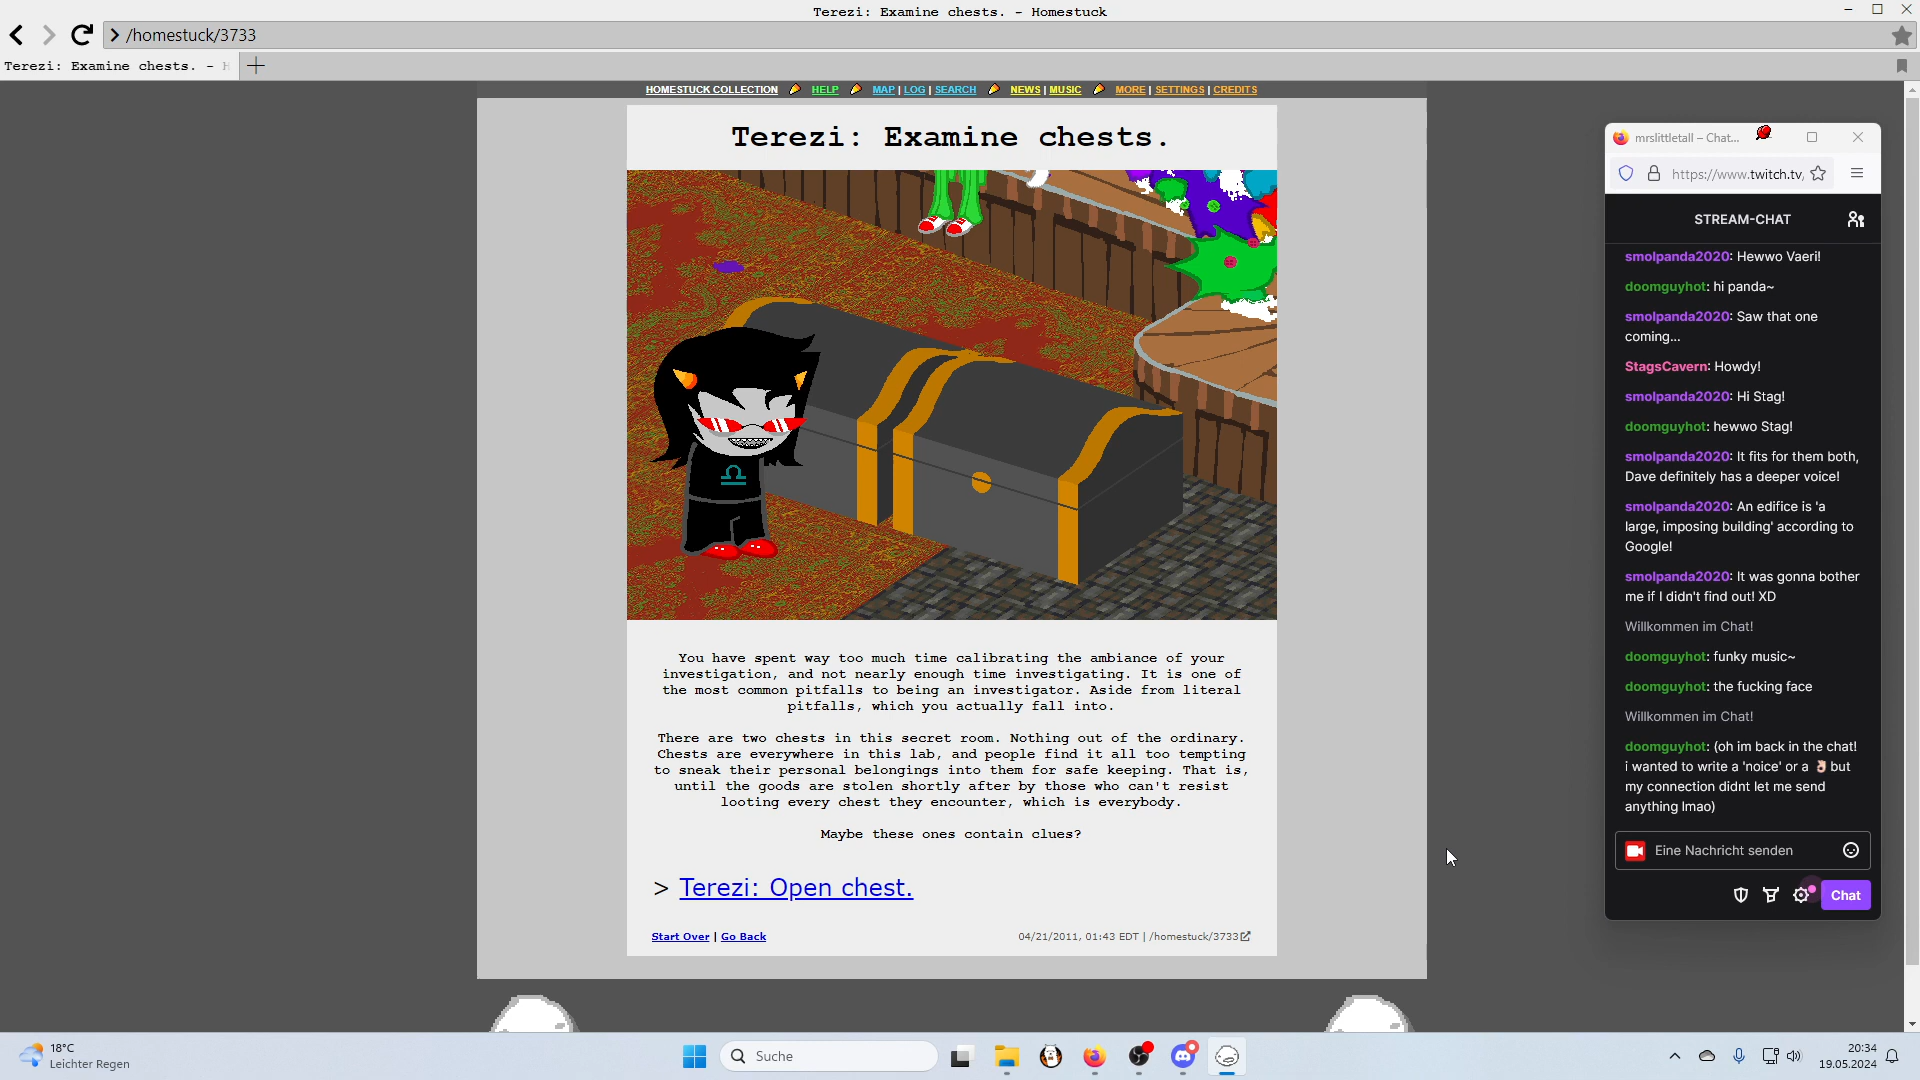 Terezi: Examine chests. - Homestuck
/homestuck/3733
Terezi: Examine chests. - H
HOMESTUCK COLLECTION HELP MAP | LOG | SEARCH NEWS | MUSIC MORE | SETTINGS | CREDITS
Terezi: Examine chests.
You have spent way too much time calibrating the ambiance of your
investigation, and not nearly enough time investigating. It is one of
the most common pitfalls to being an investigator. Aside from literal
pitfalls, which you actually fall into.
There are two chests in this secret room. Nothing out of the ordinary.
Chests are everywhere in this lab, and people find it all too tempting
to sneak their personal belongings into them for safe keeping. That is,
until the goods are stolen shortly after by those who can't resist
looting every chest they encounter, which is everybody.
Maybe these ones contain clues?
> Terezi: Open chest.
Start Over | Go Back
04/21/2011, 01:43 EDT | /homestuck/3733
mrslittletall – Chat...
https://www.twitch.tv/
STREAM-CHAT
smolpanda2020: Hewwo Vaeri!
doomguyhot: hi panda~
smolpanda2020: Saw that one
coming...
StagsCavern: Howdy!
smolpanda2020: Hi Stag!
doomguyhot: hewwo Stag!
smolpanda2020: It fits for them both,
Dave definitely has a deeper voice!
smolpanda2020: An edifice is 'a
large, imposing building' according to
Google!
smolpanda2020: It was gonna bother
me if I didn't find out! XD
Willkommen im Chat!
doomguyhot: funky music~
doomguyhot: the fucking face
Willkommen im Chat!
doomguyhot: (oh im back in the chat!
i wanted to write a 'noice' or a 👌 but
my connection didnt let me send
anything lmao)
Eine Nachricht senden
Chat
18°C
Leichter Regen
Suche
20:34
19.05.2024